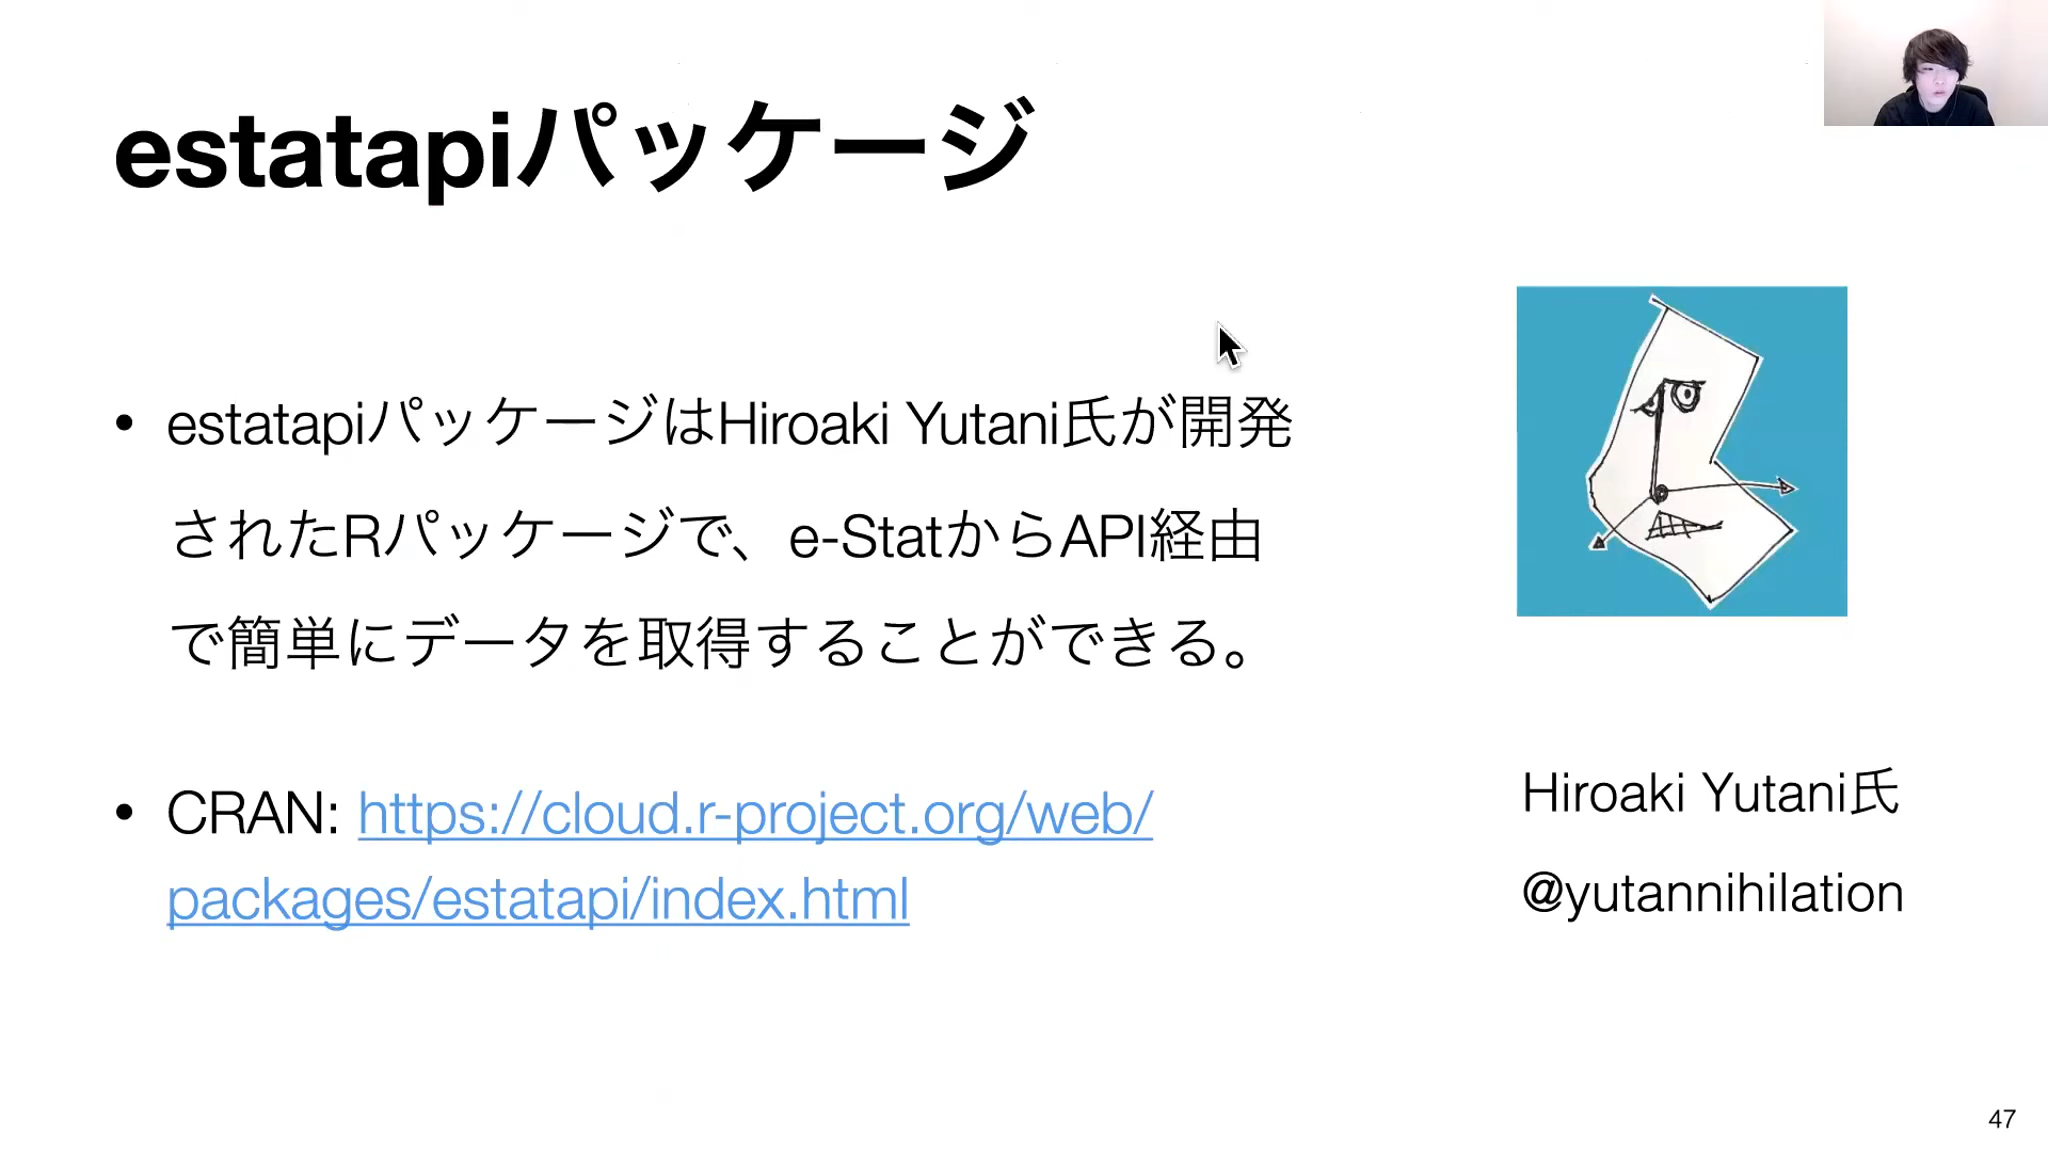 estatapiパッケージ
• estatapiパッケージはHiroaki Yutani氏が開発
されたRパッケージで、e-StatからAPI経由
で簡単にデータを取得することができる。
• CRAN: https://cloud.r-project.org/web/
packages/estatapi/index.html
Hiroaki Yutani氏
@yutannihilation
47